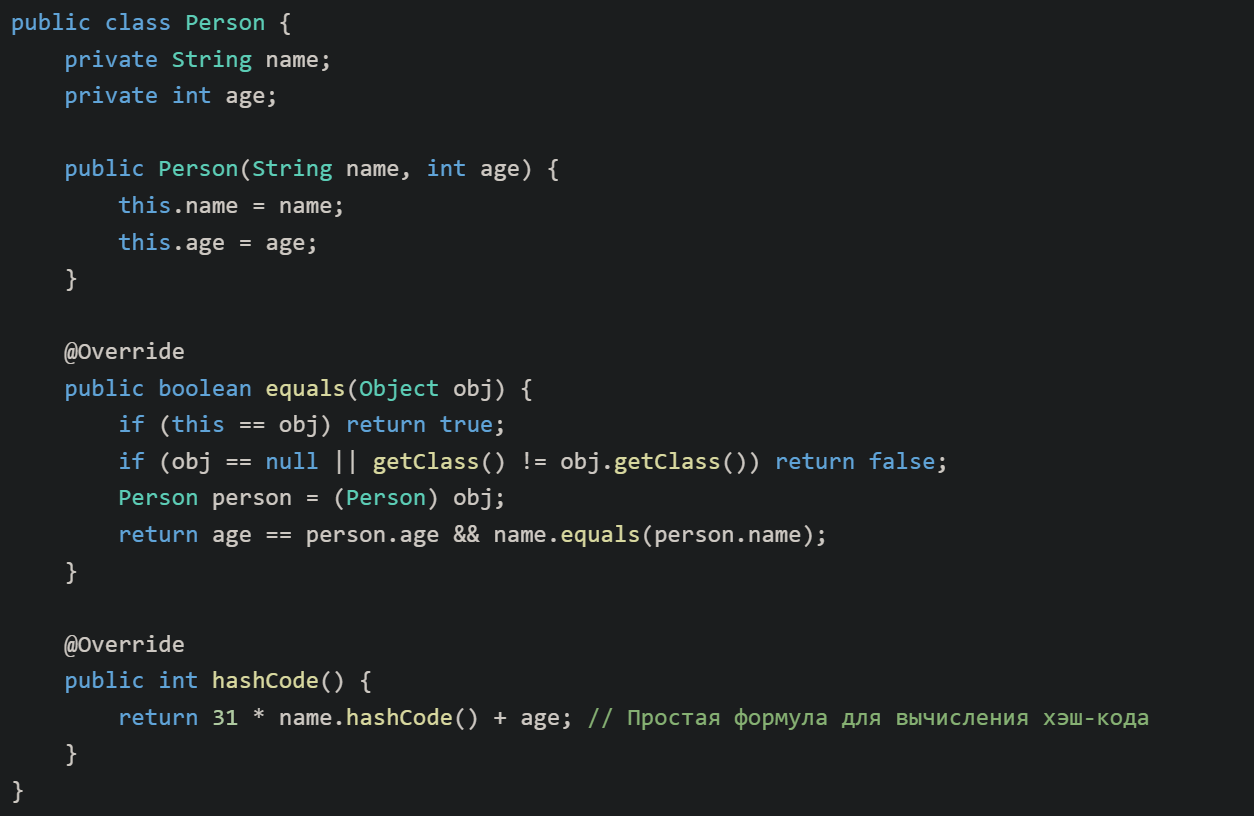 public class Person {
    private String name;
    private int age;

    public Person(String name, int age) {
        this.name = name;
        this.age = age;
    }

    @Override
    public boolean equals(Object obj) {
        if (this == obj) return true;
        if (obj == null || getClass() != obj.getClass()) return false;
        Person person = (Person) obj;
        return age == person.age && name.equals(person.name);
    }

    @Override
    public int hashCode() {
        return 31 * name.hashCode() + age; // Простая формула для вычисления хэш-кода
    }
}